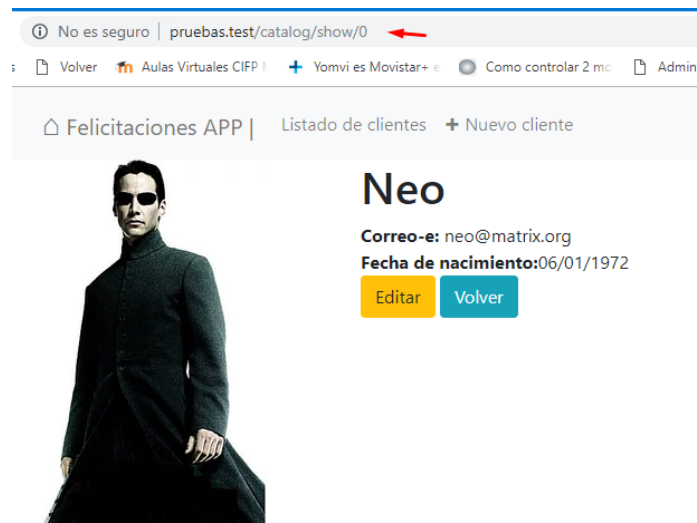 No es seguro | pruebas.test/catalog/show/0
Volver Aulas Virtuales CIFP Yomvi es Movistar+ e Como controlar 2 mo Admin
Felicitaciones APP | Listado de clientes + Nuevo cliente
Neo
Correo-e: neo@matrix.org
Fecha de nacimiento:06/01/1972
Editar Volver